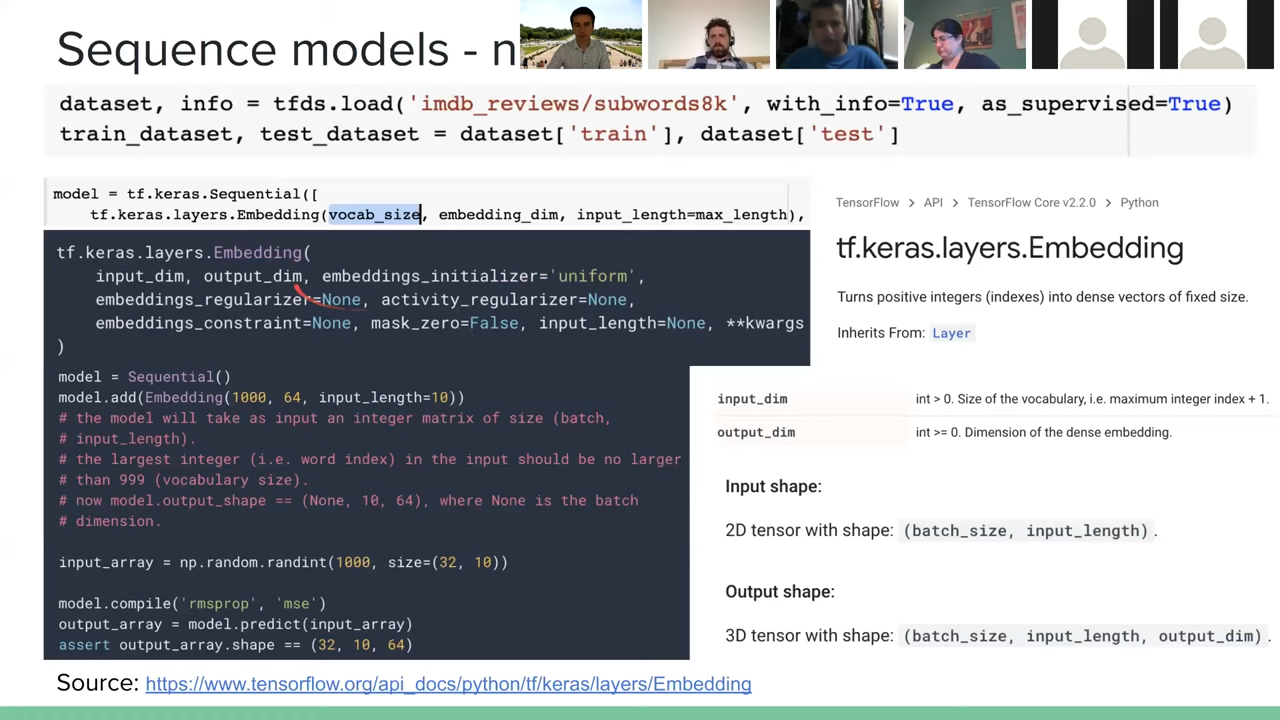 Sequence models - n
dataset, info = tfds.load('imdb_reviews/subwords8k', with_info=True, as_supervised=True)
train_dataset, test_dataset = dataset['train'], dataset['test']
model = tf.keras.Sequential([
tf.keras.layers.Embedding(vocab_size, embedding_dim, input_length=max_length),
tf.keras.layers.Embedding(
input_dim, output_dim, embeddings_initializer='uniform',
embeddings_regularizer=None, activity_regularizer=None,
embeddings_constraint=None, mask_zero=False, input_length=None, **kwargs
)
model = Sequential()
model.add(Embedding(1000, 64, input_length=10))
# the model will take as input an integer matrix of size (batch,
# input_length).
# the largest integer (i.e. word index) in the input should be no larger
# than 999 (vocabulary size).
# now model.output_shape == (None, 10, 64), where None is the batch
# dimension.
input_array = np.random.randint(1000, size=(32, 10))
model.compile('rmsprop', 'mse')
output_array = model.predict(input_array)
assert output_array.shape == (32, 10, 64)
TensorFlow > API > TensorFlow Core v2.2.0 > Python
tf.keras.layers.Embedding
Turns positive integers (indexes) into dense vectors of fixed size.
Inherits From: Layer
input_dim int > 0. Size of the vocabulary, i.e. maximum integer index + 1.
output_dim int >= 0. Dimension of the dense embedding.
Input shape:
2D tensor with shape: (batch_size, input_length).
Output shape:
3D tensor with shape: (batch_size, input_length, output_dim).
Source: https://www.tensorflow.org/api_docs/python/tf/keras/layers/Embedding